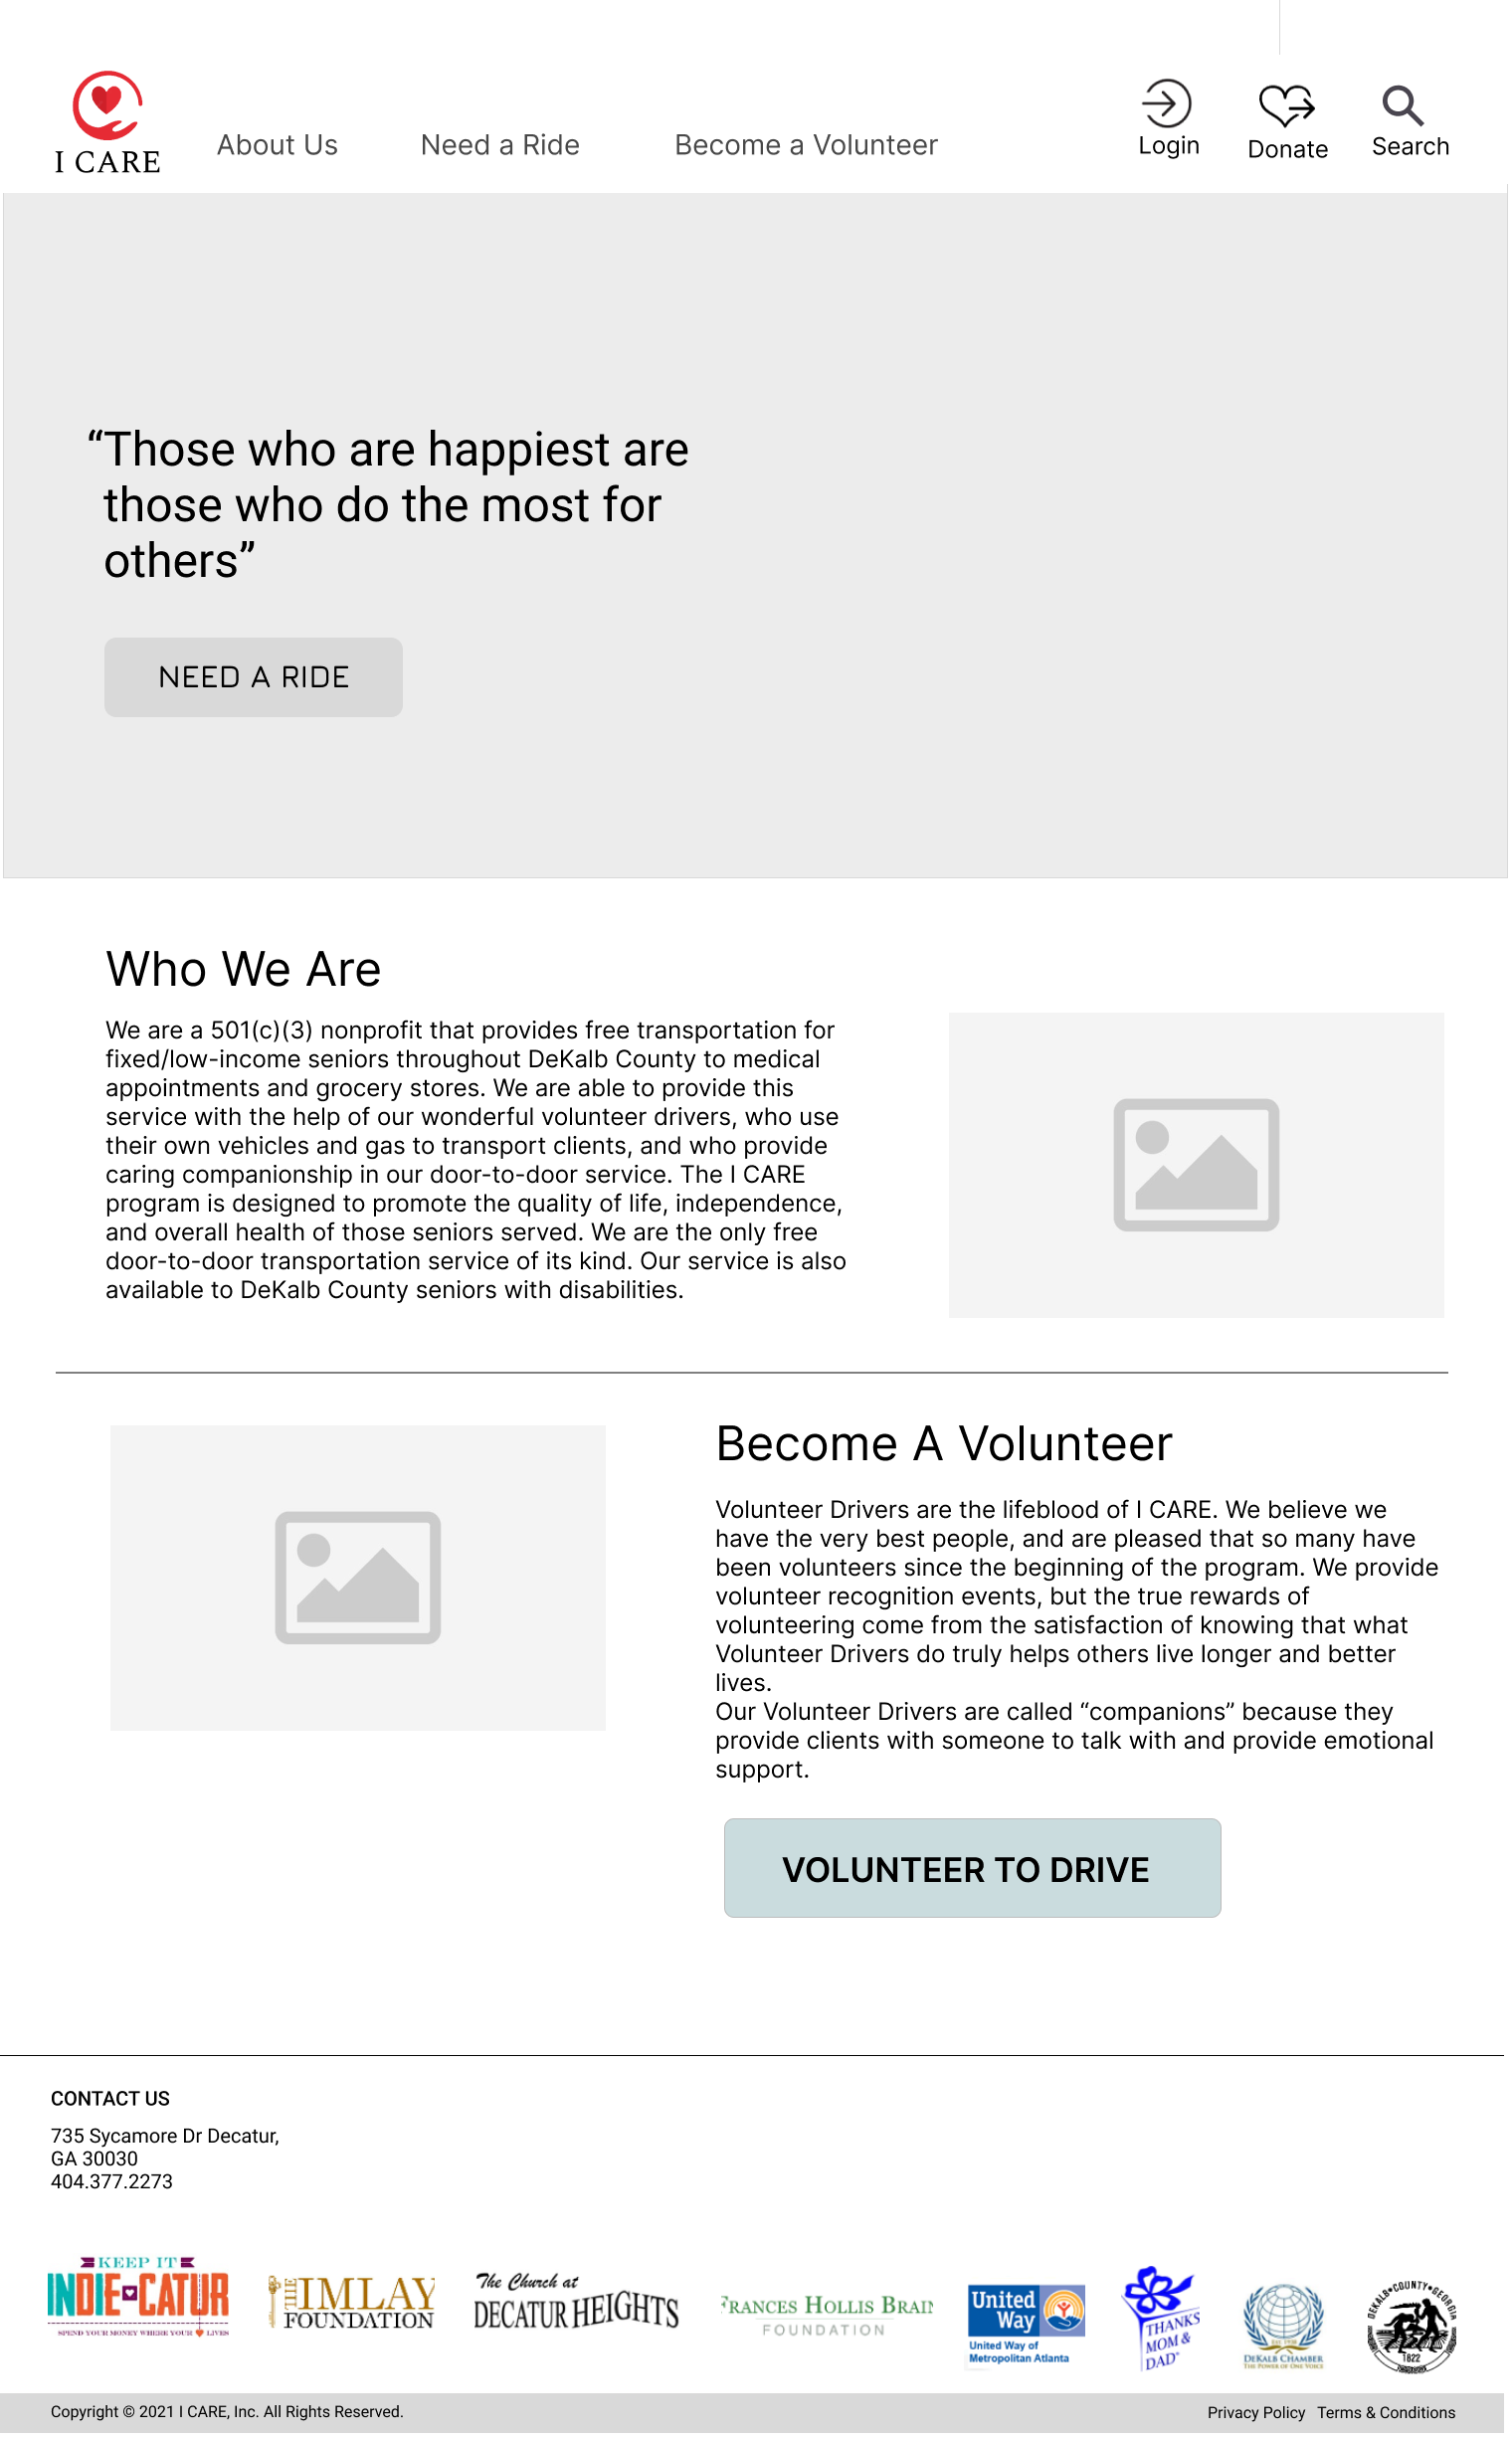 I CARE
About Us
Need a Ride
Become a Volunteer
Login
Donate
Search
“Those who are happiest are
those who do the most for
others”
NEED A RIDE
Who We Are
We are a 501(c)(3) nonprofit that provides free transportation for
fixed/low-income seniors throughout DeKalb County to medical
appointments and grocery stores. We are able to provide this
service with the help of our wonderful volunteer drivers, who use
their own vehicles and gas to transport clients, and who provide
caring companionship in our door-to-door service. The I CARE
program is designed to promote the quality of life, independence,
and overall health of those seniors served. We are the only free
door-to-door transportation service of its kind. Our service is also
available to DeKalb County seniors with disabilities.
Become A Volunteer
Volunteer Drivers are the lifeblood of I CARE. We believe we
have the very best people, and are pleased that so many have
been volunteers since the beginning of the program. We provide
volunteer recognition events, but the true rewards of
volunteering come from the satisfaction of knowing that what
Volunteer Drivers do truly helps others live longer and better
lives.
Our Volunteer Drivers are called “companions” because they
provide clients with someone to talk with and provide emotional
support.
VOLUNTEER TO DRIVE
CONTACT US
735 Sycamore Dr Decatur,
GA 30030
404.377.2273
KEEP IT
INDIE-CATUR
SPEND YOUR MONEY WHERE YOUR LIVES
THE IMLAY
FOUNDATION
The Church at
DECATUR HEIGHTS
FRANCES HOLLIS BRAIN
FOUNDATION
United
Way
United Way of
Metropolitan Atlanta
THANKS
MOM &
DAD
DEKALB CHAMBER
THE POWER OF ONE VOICE
DEKALB•COUNTY•GEORGIA
1822
Copyright © 2021 I CARE, Inc. All Rights Reserved.
Privacy Policy Terms & Conditions